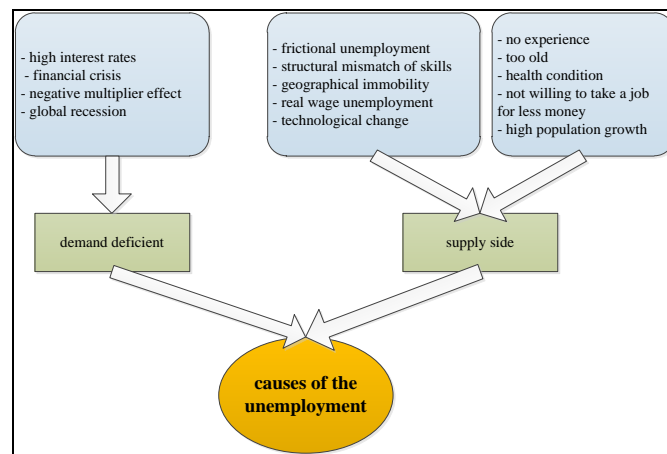 - high interest rates
- financial crisis
- negative multiplier effect
- global recession
- frictional unemployment
- structural mismatch of skills
- geographical immobility
- real wage unemployment
- technological change
- no experience
- too old
- health condition
- not willing to take a job
for less money
- high population growth
demand deficient
supply side
causes of the
unemployment